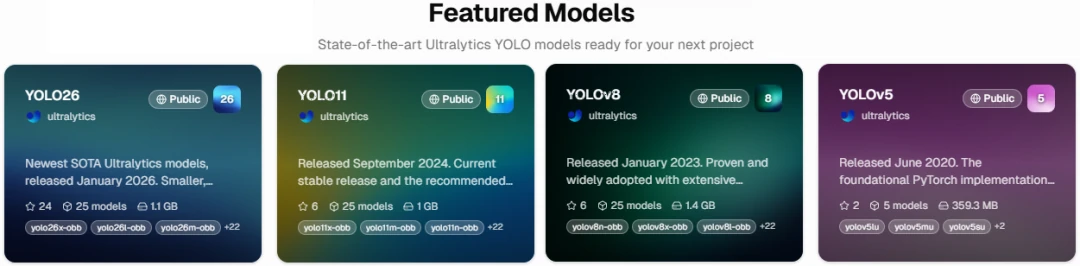 Featured Models
State-of-the-art Ultralytics YOLO models ready for your next project
YOLO26
Public
26
ultralytics
Newest SOTA Ultralytics models,
released January 2026. Smaller,...
24 25 models 1.1 GB
yolo26x-obb yolo26l-obb yolo26m-obb +22
YOLO11
Public
11
ultralytics
Released September 2024. Current
stable release and the recommended...
6 25 models 1 GB
yolo11x-obb yolo11m-obb yolo11n-obb +22
YOLOv8
Public
8
ultralytics
Released January 2023. Proven and
widely adopted with extensive...
6 25 models 1.4 GB
yolov8n-obb yolov8x-obb yolov8l-obb +22
YOLOv5
Public
5
ultralytics
Released June 2020. The
foundational PyTorch implementation...
2 5 models 359.3 MB
yolov5lu yolov5mu yolov5su +2